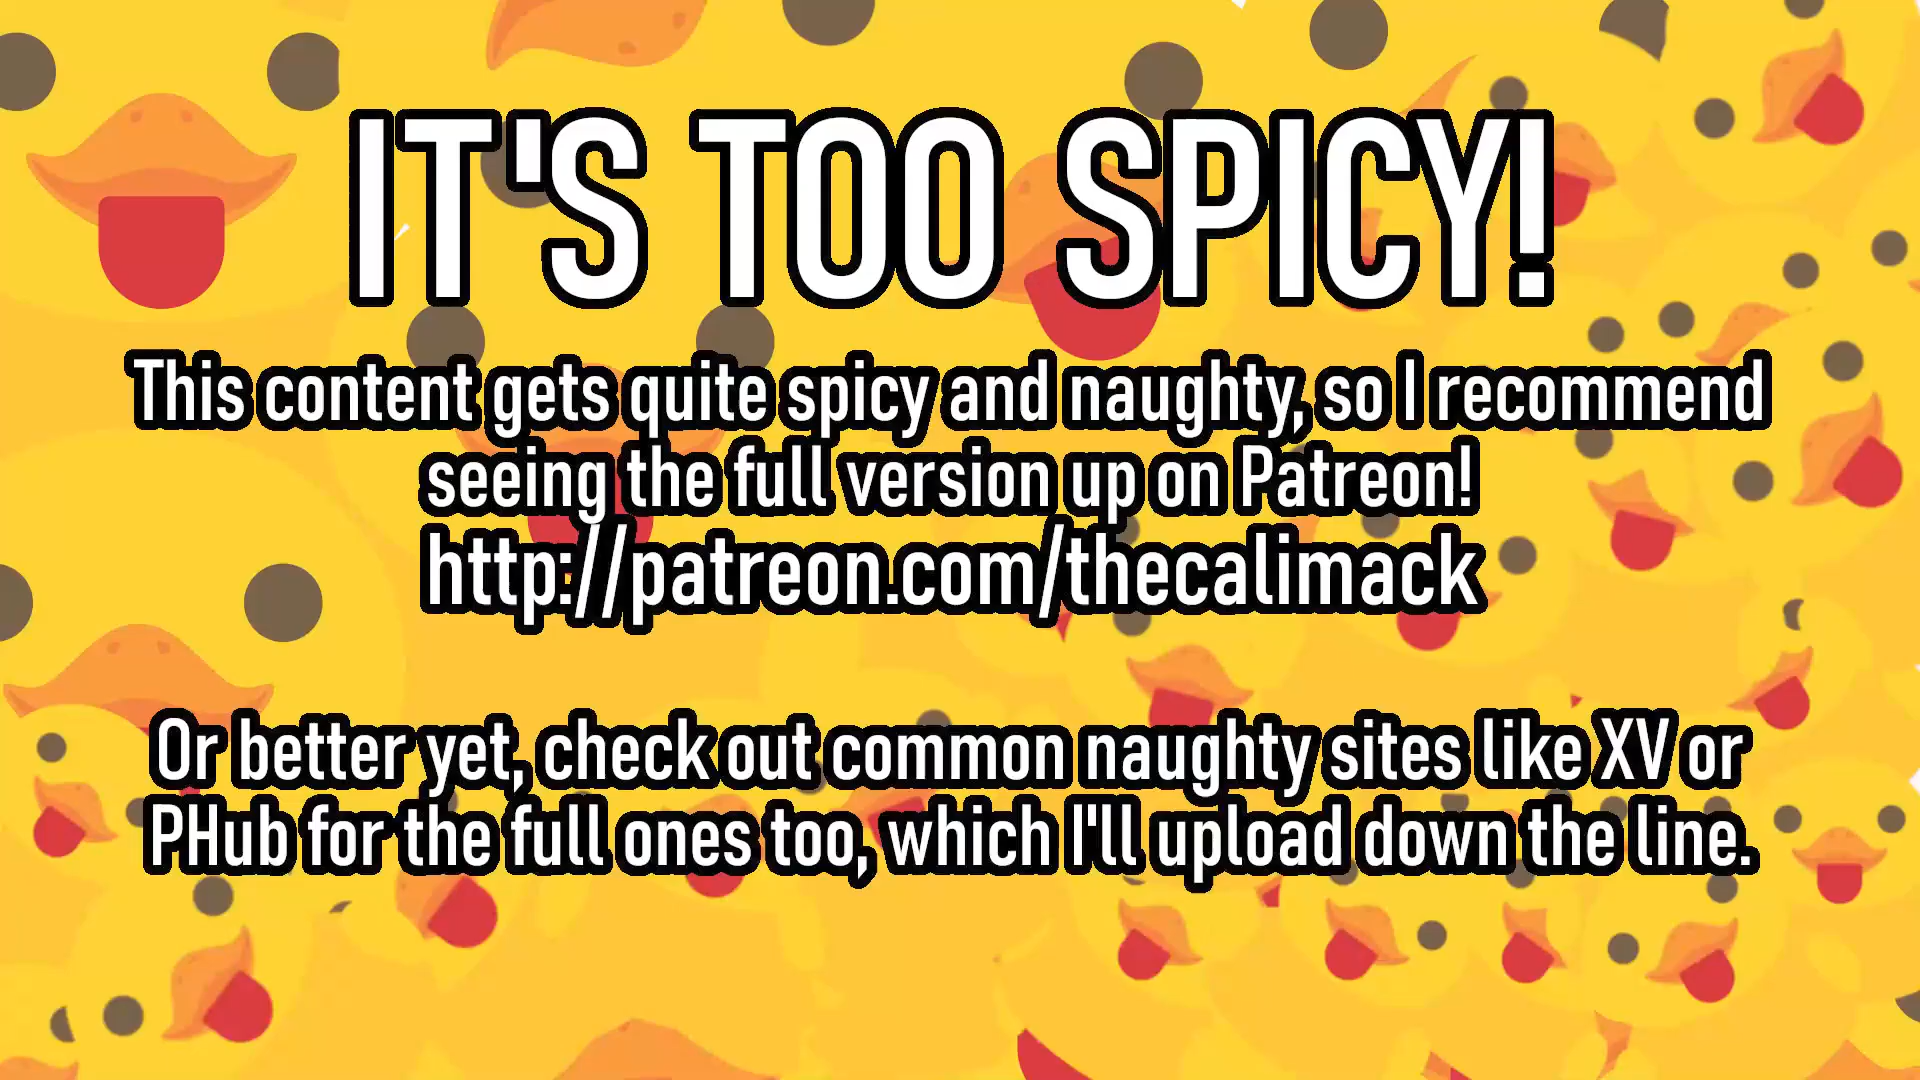 IT'S TOO SPICY!
This content gets quite spicy and naughty, so I recommend
seeing the full version up on Patreon!
http://patreon.com/thecalimack
Or better yet, check out common naughty sites like XV or
PHub for the full ones too, which I'll upload down the line.